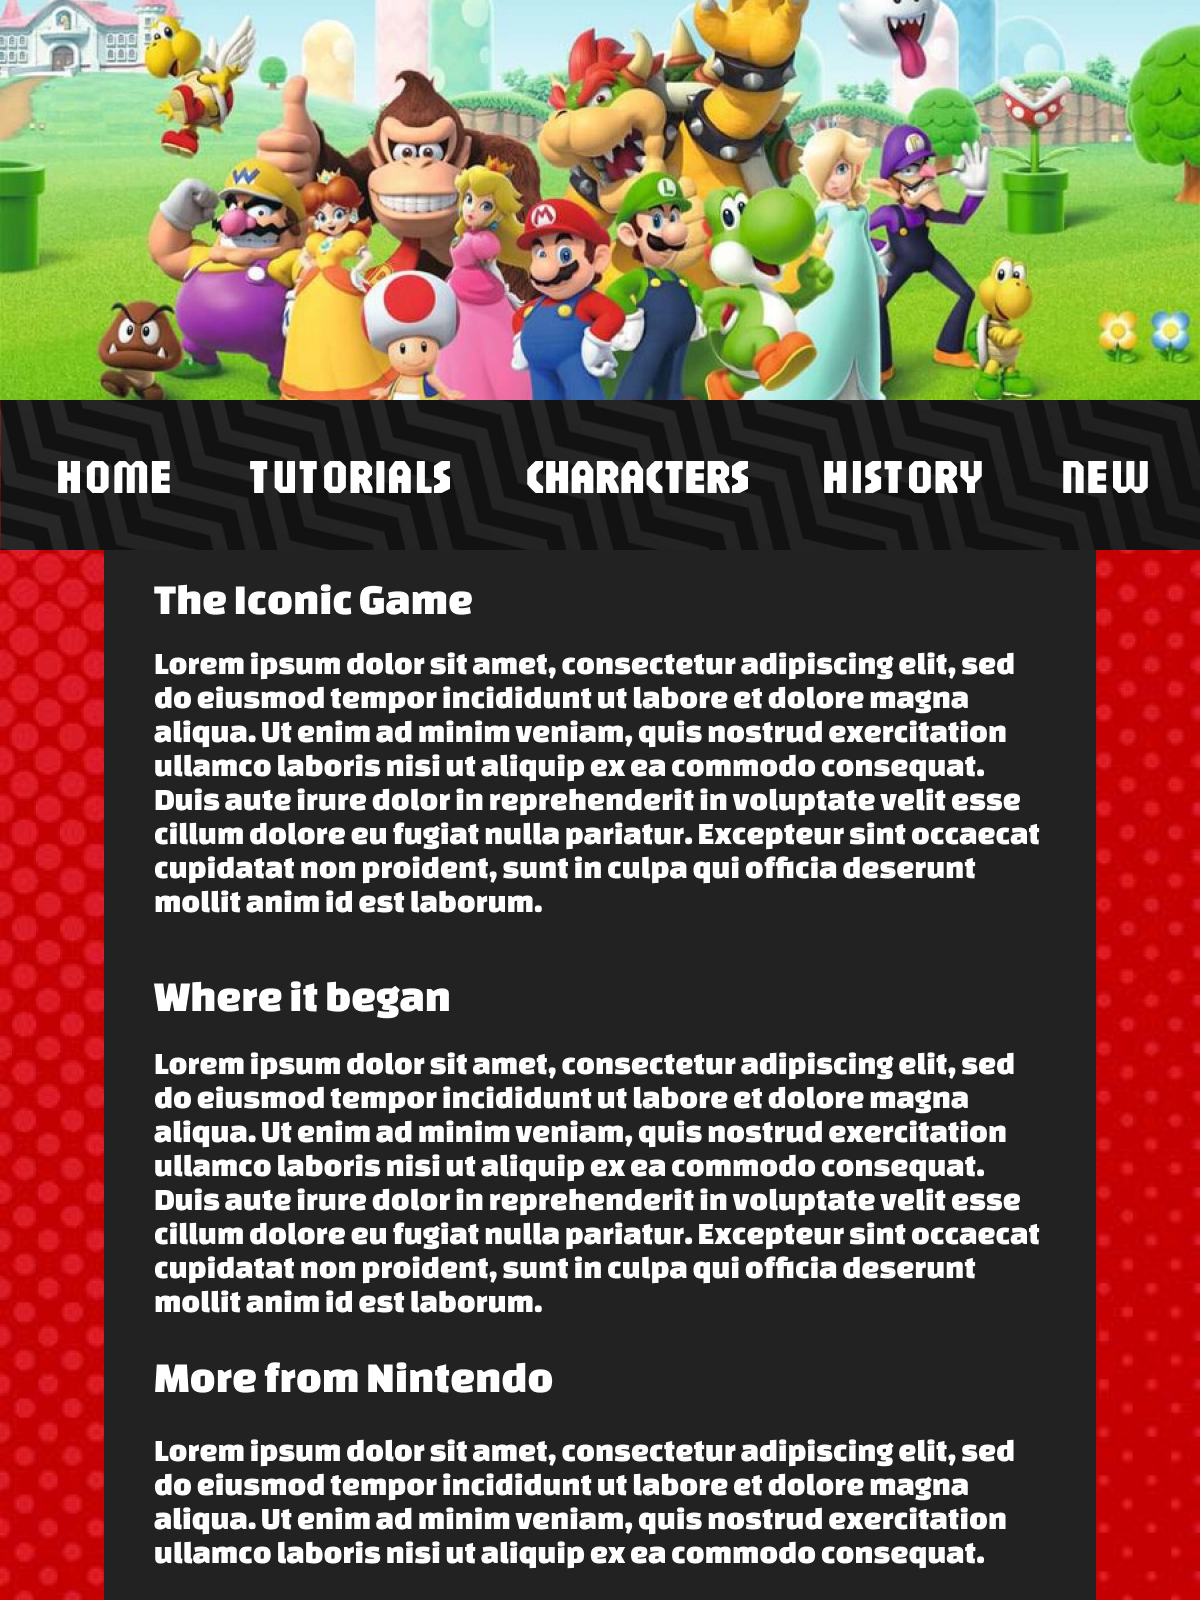 W
M
L
HOME TUTORIALS CHARACTERS HISTORY NEW
The Iconic Game
Lorem ipsum dolor sit amet, consectetur adipiscing elit, sed
do eiusmod tempor incididunt ut labore et dolore magna
aliqua. Ut enim ad minim veniam, quis nostrud exercitation
ullamco laboris nisi ut aliquip ex ea commodo consequat.
Duis aute irure dolor in reprehenderit in voluptate velit esse
cillum dolore eu fugiat nulla pariatur. Excepteur sint occaecat
cupidatat non proident, sunt in culpa qui officia deserunt
mollit anim id est laborum.
Where it began
Lorem ipsum dolor sit amet, consectetur adipiscing elit, sed
do eiusmod tempor incididunt ut labore et dolore magna
aliqua. Ut enim ad minim veniam, quis nostrud exercitation
ullamco laboris nisi ut aliquip ex ea commodo consequat.
Duis aute irure dolor in reprehenderit in voluptate velit esse
cillum dolore eu fugiat nulla pariatur. Excepteur sint occaecat
cupidatat non proident, sunt in culpa qui officia deserunt
mollit anim id est laborum.
More from Nintendo
Lorem ipsum dolor sit amet, consectetur adipiscing elit, sed
do eiusmod tempor incididunt ut labore et dolore magna
aliqua. Ut enim ad minim veniam, quis nostrud exercitation
ullamco laboris nisi ut aliquip ex ea commodo consequat.